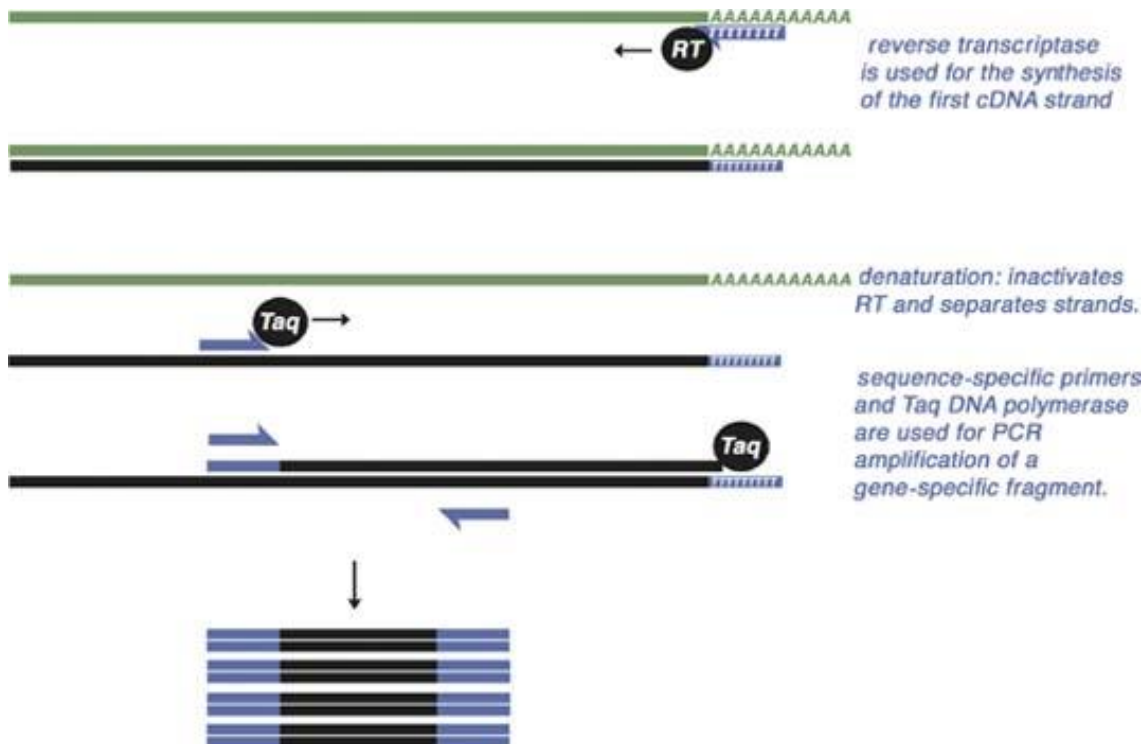 AAAAAAAAAAA
RT
reverse transcriptase
is used for the synthesis
of the first cDNA strand
AAAAAAAAAAA
AAAAAAAAAAA
denaturation: inactivates
RT and separates strands.
Taq
sequence-specific primers
and Taq DNA polymerase
are used for PCR
amplification of a
gene-specific fragment.
Taq